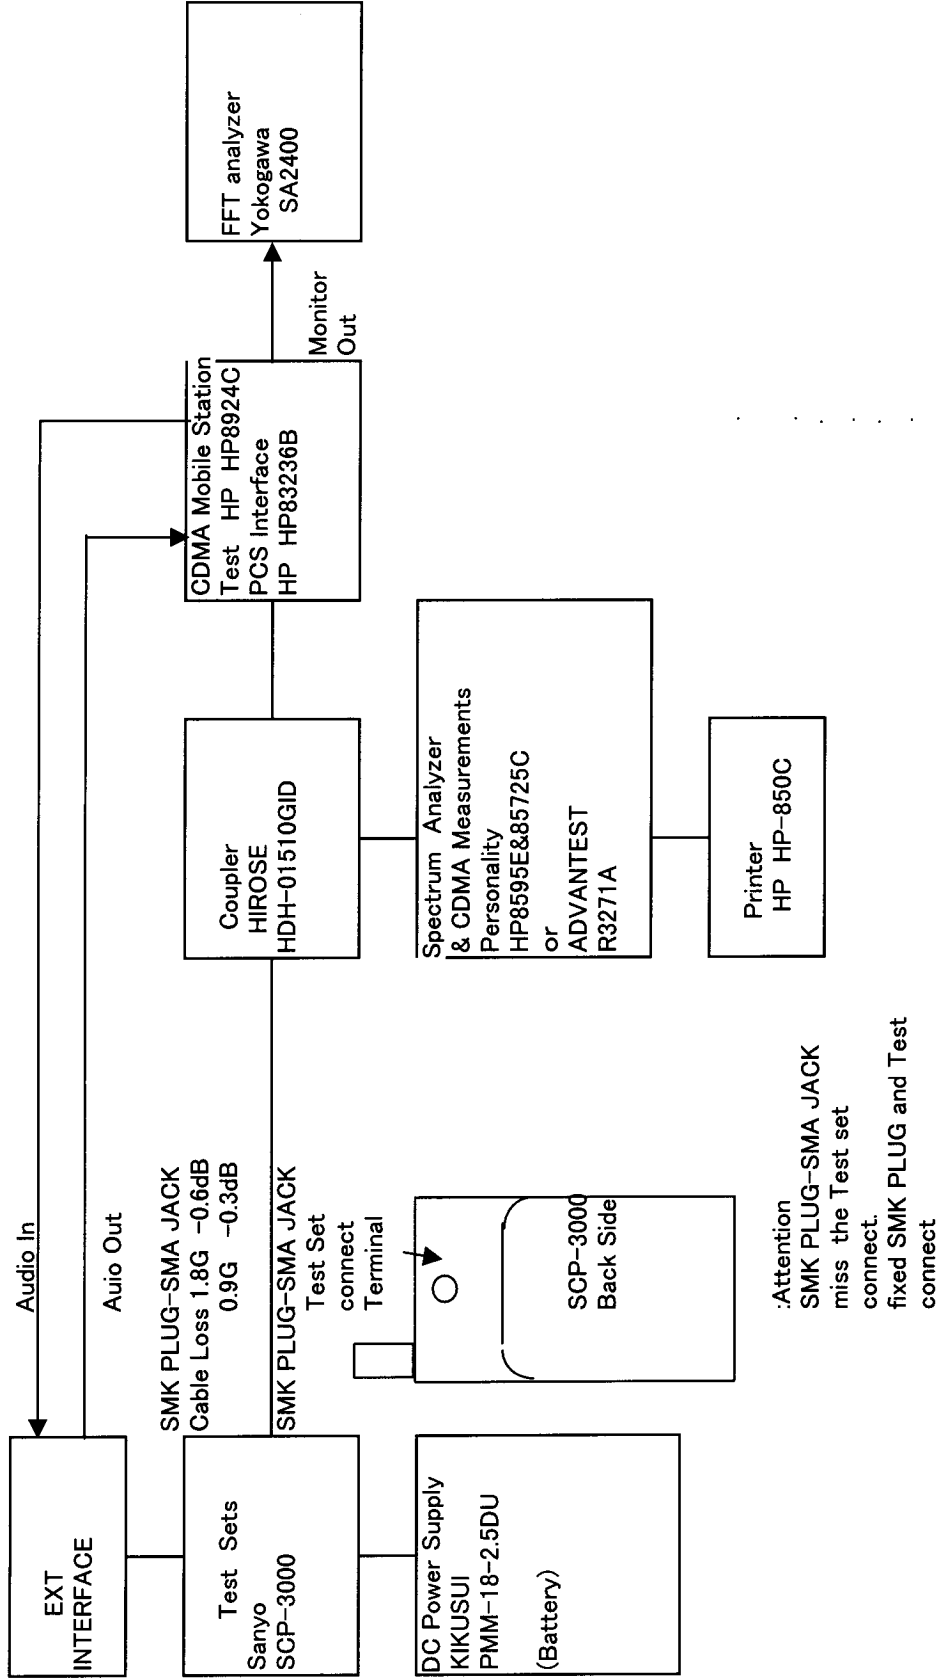 Audio In
Auio Out
EXT
INTERFACE
SMK PLUG-SMA JACK
Cable Loss 1.8G -0.6dB
0.9G -0.3dB
Test Sets
Sanyo
SCP-3000
SMK PLUG-SMA JACK
Test Set
connect
Terminal
Coupler
HIROSE
HDH-01510GID
CDMA Mobile Station
Test HP HP8924C
PCS Interface
HP HP83236B
Monitor
Out
FFT analyzer
Yokogawa
SA2400
DC Power Supply
KIKUSUI
PMM-18-2.5DU
(Battery)
SCP-3000
Back Side
Spectrum Analyzer
& CDMA Measurements
Personality
HP8595E&85725C
or
ADVANTEST
R3271A
Printer
HP HP-850C
:Attention
SMK PLUG-SMA JACK
miss the Test set
connect.
fixed SMK PLUG and Test
connect